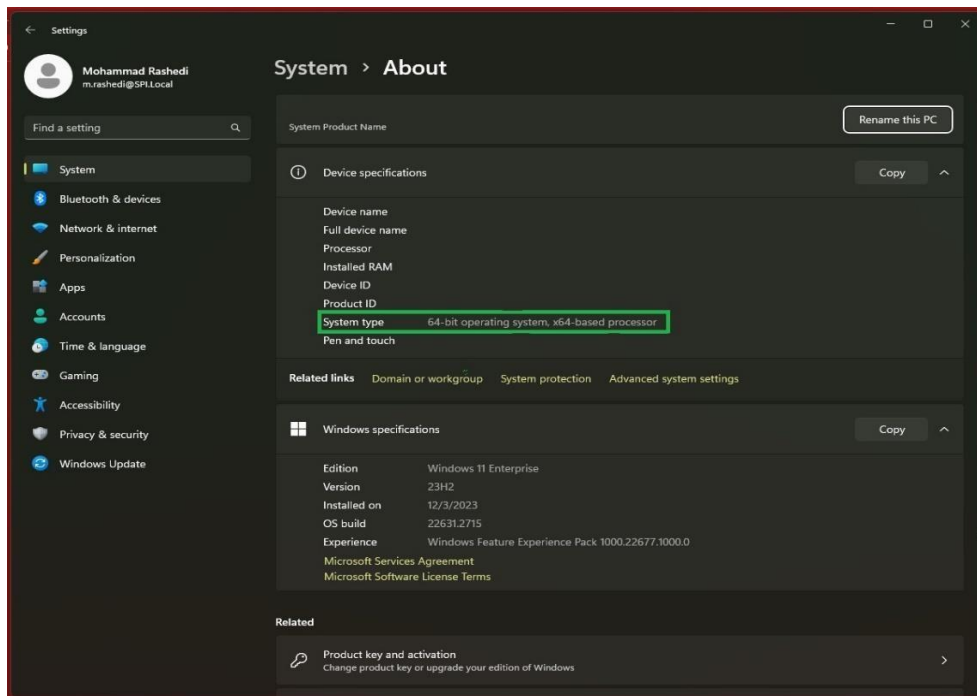 Settings
Mohammad Rashedi
m.rashedi@SPI.Local
Find a setting
System
Bluetooth & devices
Network & internet
Personalization
Apps
Accounts
Time & language
Gaming
Accessibility
Privacy & security
Windows Update
System > About
System Product Name
Rename this PC
Device specifications
Copy
Device name
Full device name
Processor
Installed RAM
Device ID
Product ID
System type 64-bit operating system, x64-based processor
Pen and touch
Related links Domain or workgroup System protection Advanced system settings
Windows specifications
Copy
Edition Windows 11 Enterprise
Version 23H2
Installed on 12/3/2023
OS build 22631.2715
Experience Windows Feature Experience Pack 1000.22677.1000.0
Microsoft Services Agreement
Microsoft Software License Terms
Related
Product key and activation
Change product key or upgrade your edition of Windows